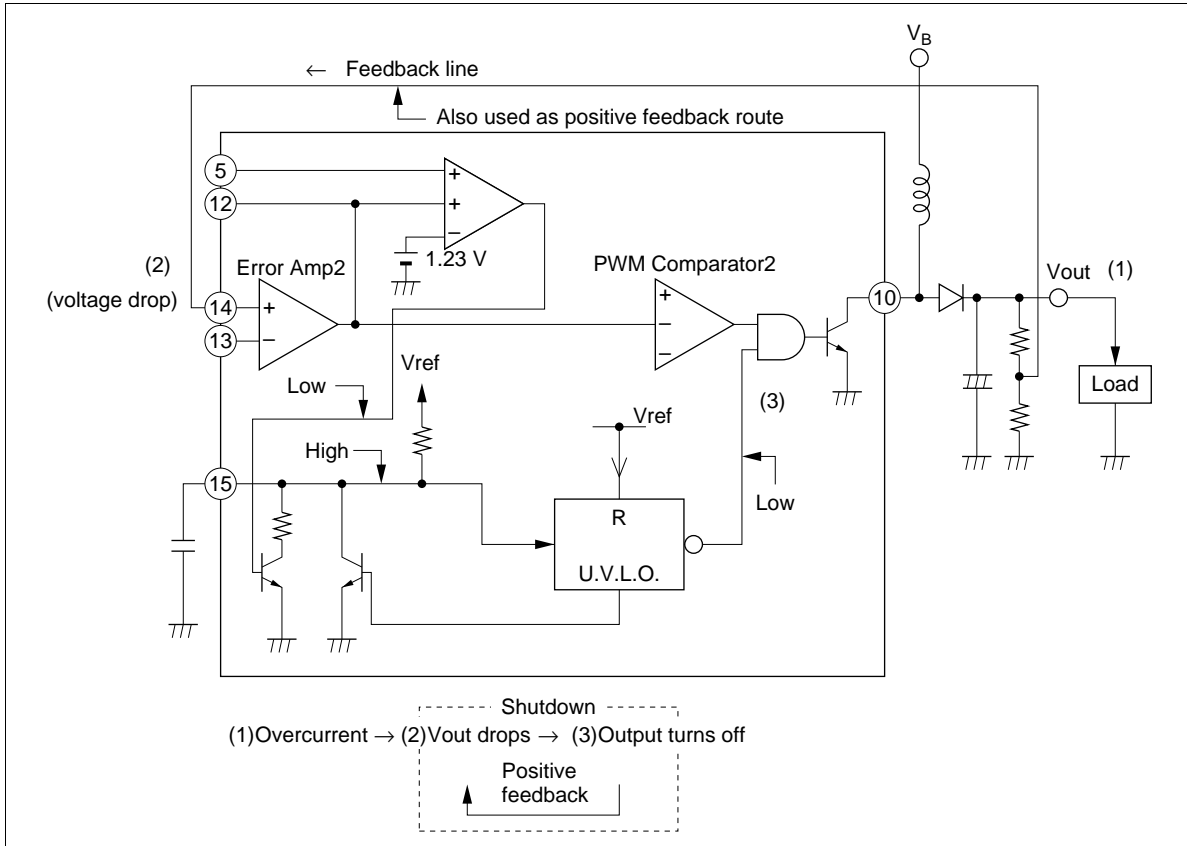 V_B
← Feedback line
Also used as positive feedback route
5
12
+
+
−
1.23 V
(2)
(voltage drop)
Error Amp2
14
13
+
−
PWM Comparator2
+
−
−
10
Vout
(1)
Load
Low
Vref
(3)
Vref
High
15
Low
R
U.V.L.O.
Shutdown
(1)Overcurrent → (2)Vout drops → (3)Output turns off
Positive
feedback